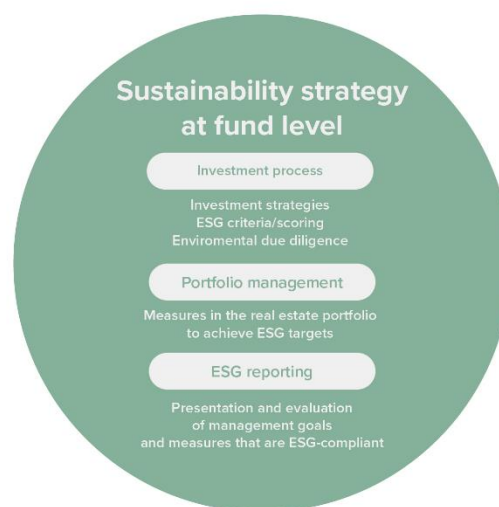 Sustainability strategy
at fund level
Investment process
Investment strategies
ESG criteria/scoring
Enviromental due diligence
Portfolio management
Measures in the real estate portfolio
to achieve ESG targets
ESG reporting
Presentation and evaluation
of management goals
and measures that are ESG-compliant